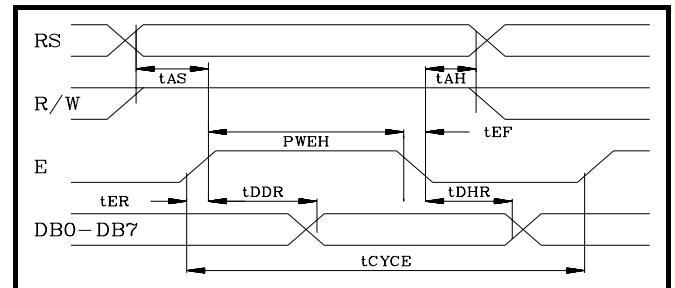 RS
tAS
tAH
R/W
tEF
PWEH
E
tER
tDDR
tDHR
DB0-DB7
tCYCE